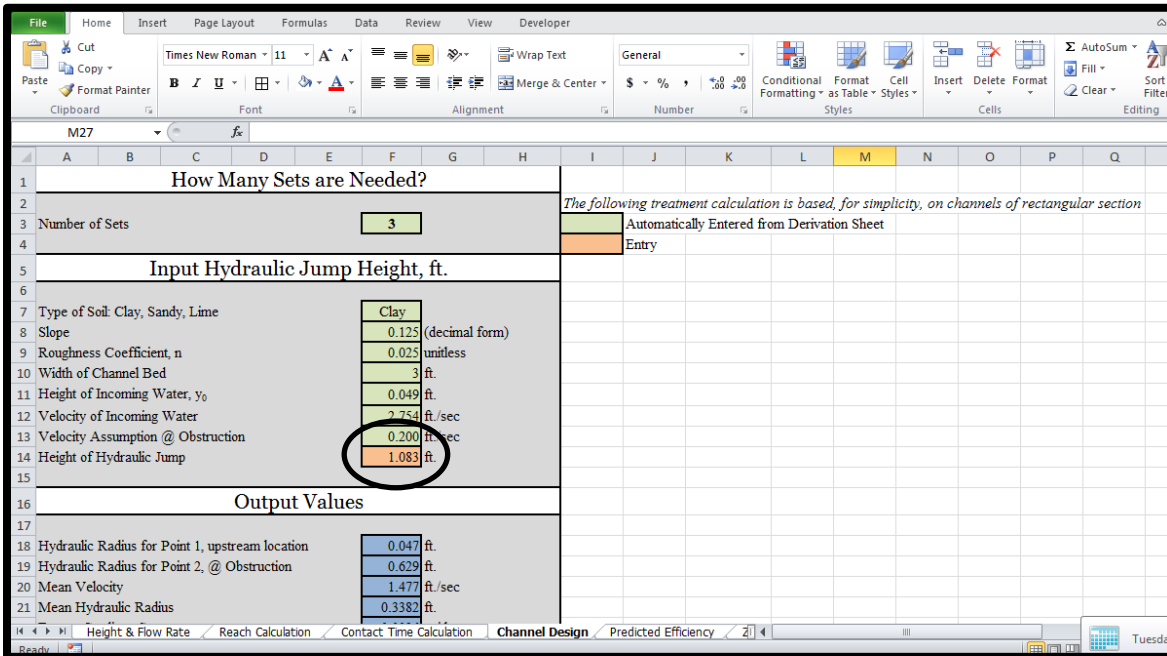 File Home Insert Page Layout Formulas Data Review View Developer
Paste
Cut
Copy
Format Painter
Clipboard
Times New Roman 11 A A
B I U A
Font
Wrap Text
Merge & Center
Alignment
General
$ % , .0 .00 .00 .0
Number
Conditional Formatting
Format as Table
Cell Styles
Styles
Insert Delete Format
Cells
Σ AutoSum
Fill
Clear
Sort
Filter
Editing
M27 fx
A B C D E F G H I J K L M N O P Q
1 How Many Sets are Needed?
2 The following treatment calculation is based, for simplicity, on channels of rectangular section
3 Number of Sets 3 Automatically Entered from Derivation Sheet
4 Entry
5 Input Hydraulic Jump Height, ft.
6
7 Type of Soil: Clay, Sandy, Lime Clay
8 Slope 0.125 (decimal form)
9 Roughness Coefficient, n 0.025 unitless
10 Width of Channel Bed 3 ft.
11 Height of Incoming Water, y₀ 0.049 ft.
12 Velocity of Incoming Water 2.754 ft./sec
13 Velocity Assumption @ Obstruction 0.200 ft./sec
14 Height of Hydraulic Jump 1.083 ft.
15
16 Output Values
17
18 Hydraulic Radius for Point 1, upstream location 0.047 ft.
19 Hydraulic Radius for Point 2, @ Obstruction 0.629 ft.
20 Mean Velocity 1.477 ft./sec
21 Mean Hydraulic Radius 0.3382 ft.
Height & Flow Rate Reach Calculation Contact Time Calculation Channel Design Predicted Efficiency
Ready
Tuesda